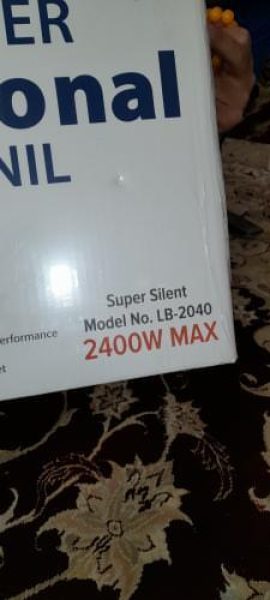 ER
onal
NIL
Super Silent
Model No. LB-2040
erformance
2400W MAX
et